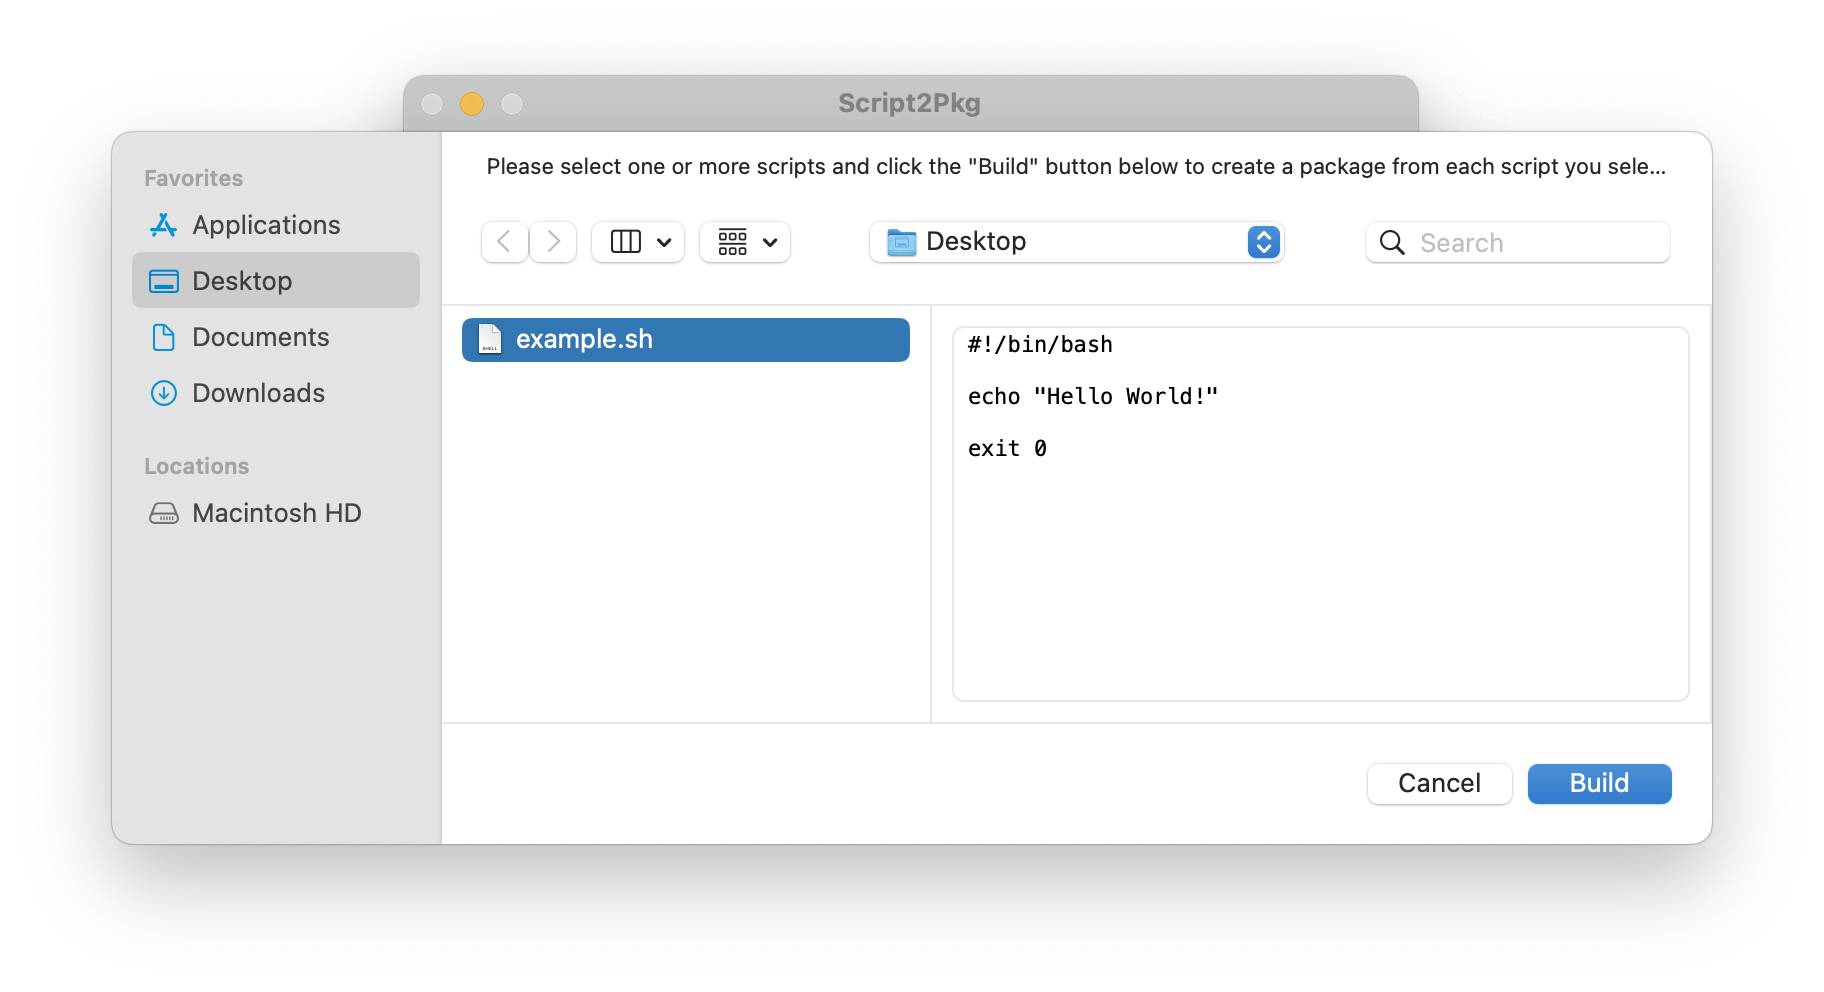 Script2Pkg
Favorites
Applications
Desktop
Documents
Downloads
Locations
Macintosh HD
Please select one or more scripts and click the "Build" button below to create a package from each script you sele...
Desktop
Search
example.sh
#!/bin/bash
echo "Hello World!"
exit 0
Cancel
Build